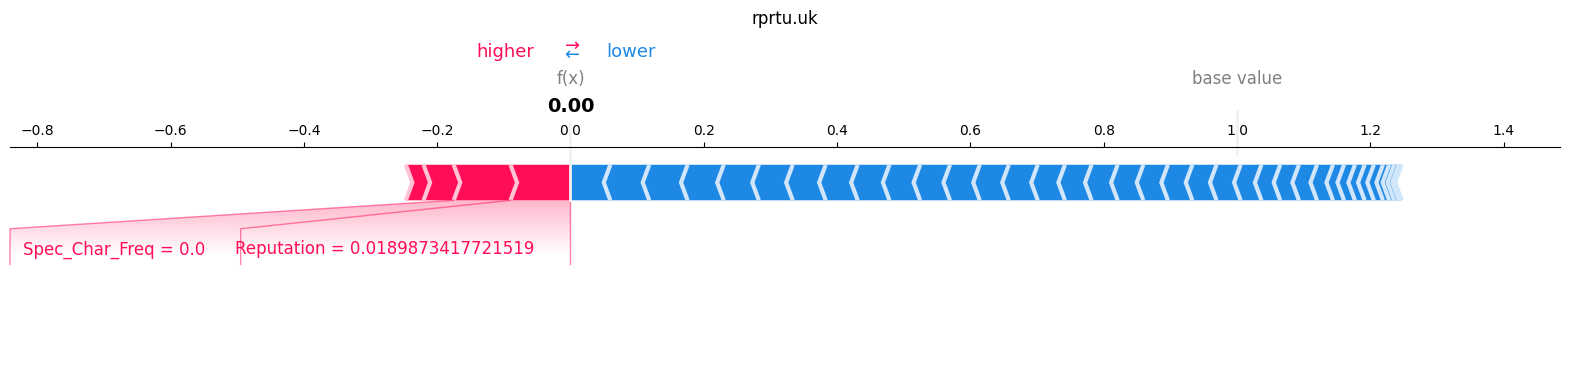 rprtu.uk
higher ⇄ lower
f(x) base value
0.00
−0.8 −0.6 −0.4 −0.2 0.0 0.2 0.4 0.6 0.8 1.0 1.2 1.4
Spec_Char_Freq = 0.0 Reputation = 0.0189873417721519